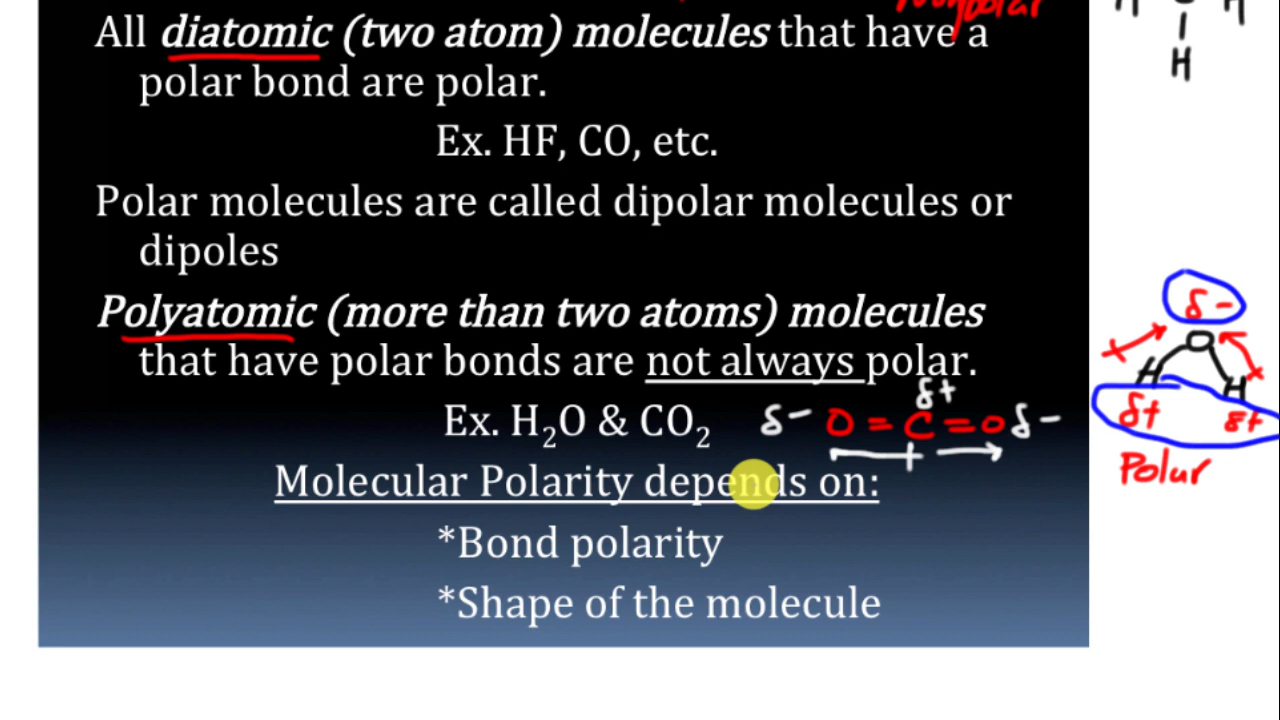 nonpolar
H C H
H
All diatomic (two atom) molecules that have a
polar bond are polar.
Ex. HF, CO, etc.
Polar molecules are called dipolar molecules or
dipoles
Polyatomic (more than two atoms) molecules
that have polar bonds are not always polar.
Ex. H₂O & CO₂
δ+
δ- O = C = O δ-
Molecular Polarity depends on:
*Bond polarity
*Shape of the molecule
δ-
O
H H
δ+ δ+
Polar